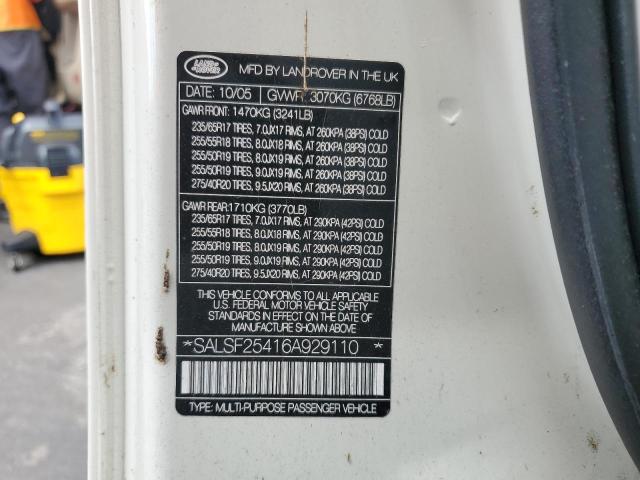 LAND ROVER
MFD BY LANDROVER IN THE UK
DATE: 10/05 GVWR 3070KG (6768LB)
GAWR FRONT: 1470KG (3241LB)
235/65R17 TIRES, 7.0JX17 RIMS, AT 260KPA (38PSI) COLD
255/55R18 TIRES, 8.0JX18 RIMS, AT 260KPA (38PSI) COLD
255/50R19 TIRES, 8.0JX19 RIMS, AT 260KPA (38PSI) COLD
255/50R19 TIRES, 9.0JX19 RIMS, AT 260KPA (38PSI) COLD
275/40R20 TIRES, 9.5JX20 RIMS, AT 260KPA (38PSI) COLD
GAWR REAR: 1710KG (3770LB)
235/65R17 TIRES, 7.0JX17 RIMS, AT 290KPA (42PSI) COLD
255/55R18 TIRES, 8.0JX18 RIMS, AT 290KPA (42PSI) COLD
255/50R19 TIRES, 8.0JX19 RIMS, AT 290KPA (42PSI) COLD
255/50R19 TIRES, 9.0JX19 RIMS, AT 290KPA (42PSI) COLD
275/40R20 TIRES, 9.5JX20 RIMS, AT 290KPA (42PSI) COLD
THIS VEHICLE CONFORMS TO ALL APPLICABLE
U.S. FEDERAL MOTOR VEHICLE SAFETY
STANDARDS IN EFFECT ON THE DATE OF
MANUFACTURE SHOWN ABOVE
*SALSF25416A929110*
TYPE: MULTI-PURPOSE PASSENGER VEHICLE